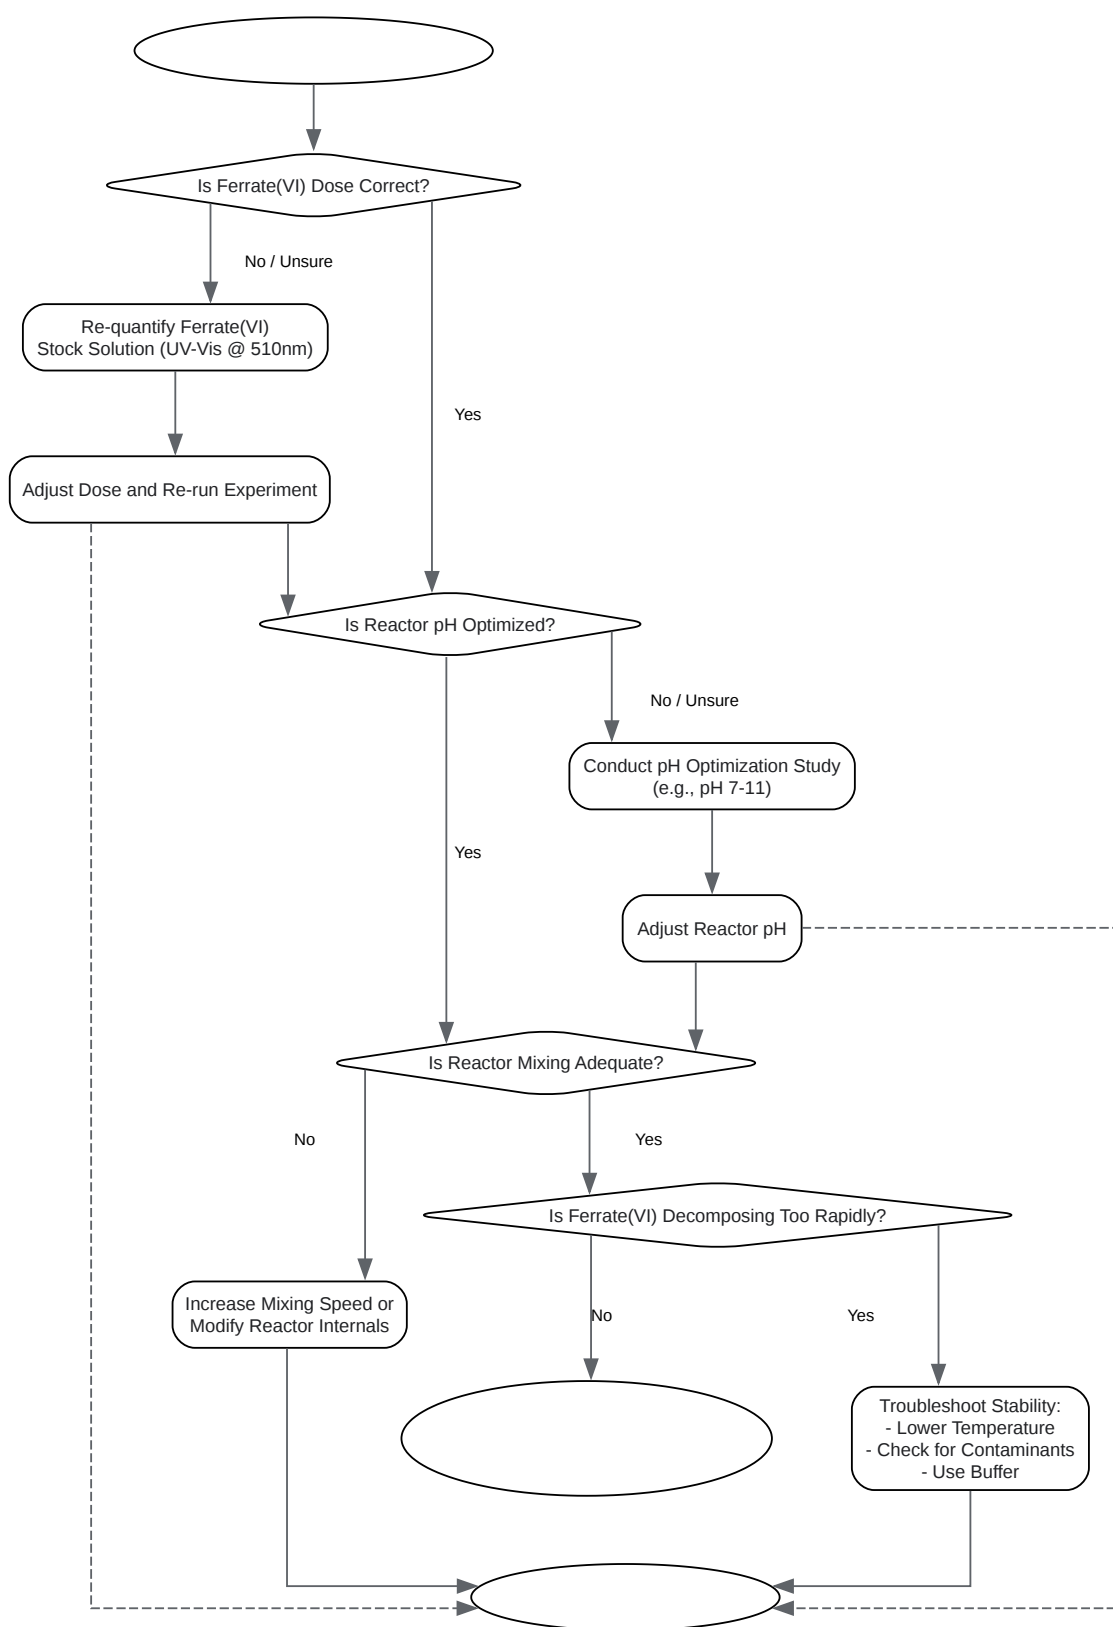 Is Ferrate(VI) Dose Correct?
No / Unsure
Re-quantify Ferrate(VI)
Stock Solution (UV-Vis @ 510nm)
Yes
Adjust Dose and Re-run Experiment
Is Reactor pH Optimized?
No / Unsure
Conduct pH Optimization Study
(e.g., pH 7-11)
Yes
Adjust Reactor pH
Is Reactor Mixing Adequate?
No
Yes
Is Ferrate(VI) Decomposing Too Rapidly?
Increase Mixing Speed or
Modify Reactor Internals
No
Yes
Troubleshoot Stability:
- Lower Temperature
- Check for Contaminants
- Use Buffer